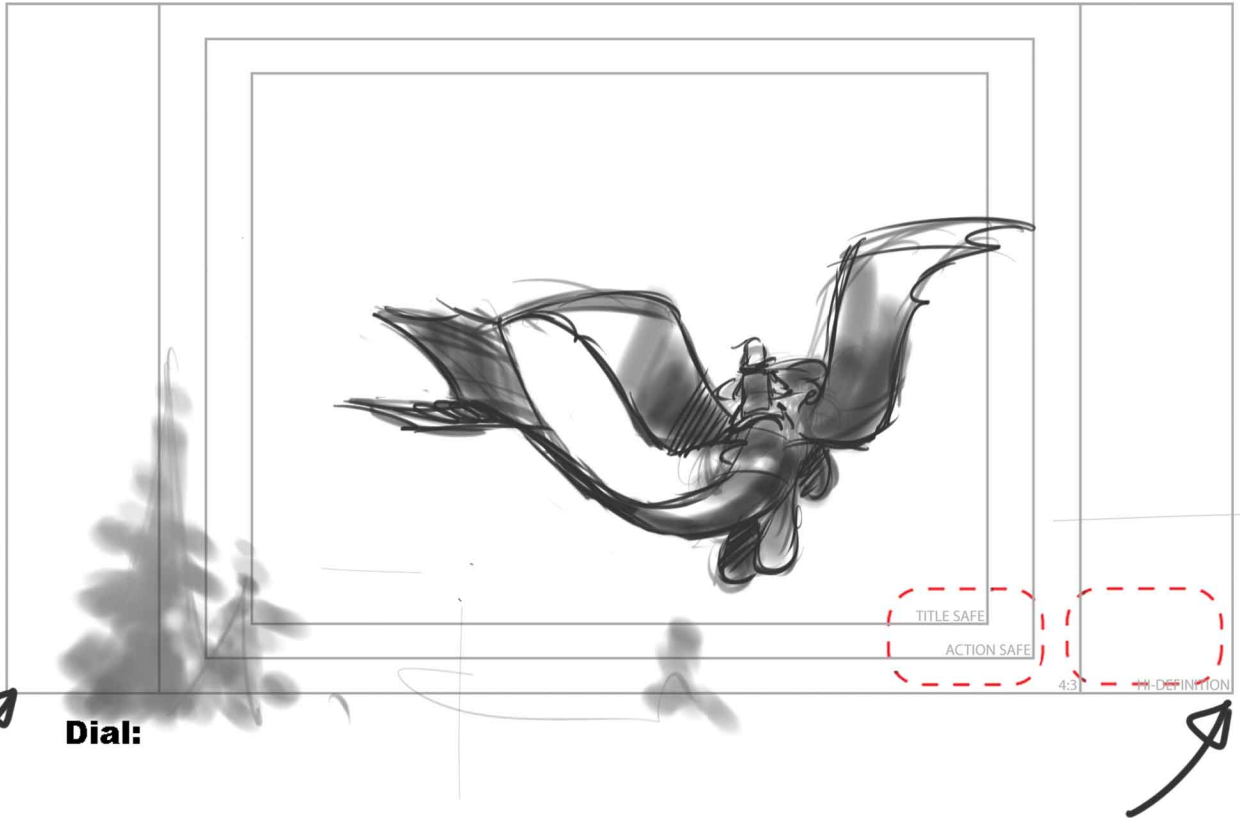 TITLE SAFE
ACTION SAFE
4:3
HI-DEFINITION
Dial: